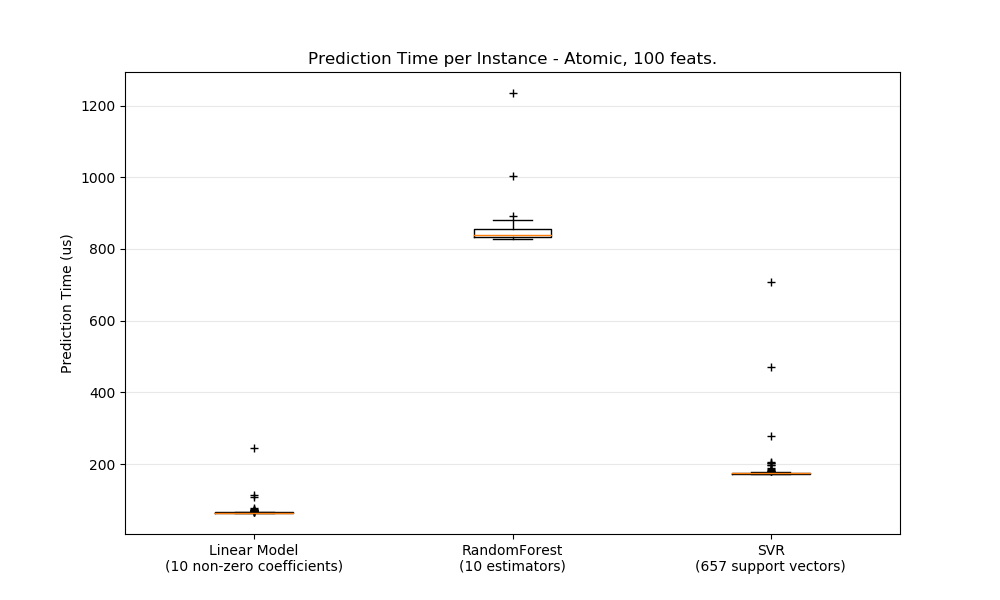 Prediction Time per Instance - Atomic, 100 feats.
Prediction Time (us)
1200
1000
800
600
400
200
Linear Model
(10 non-zero coefficients)
RandomForest
(10 estimators)
SVR
(657 support vectors)